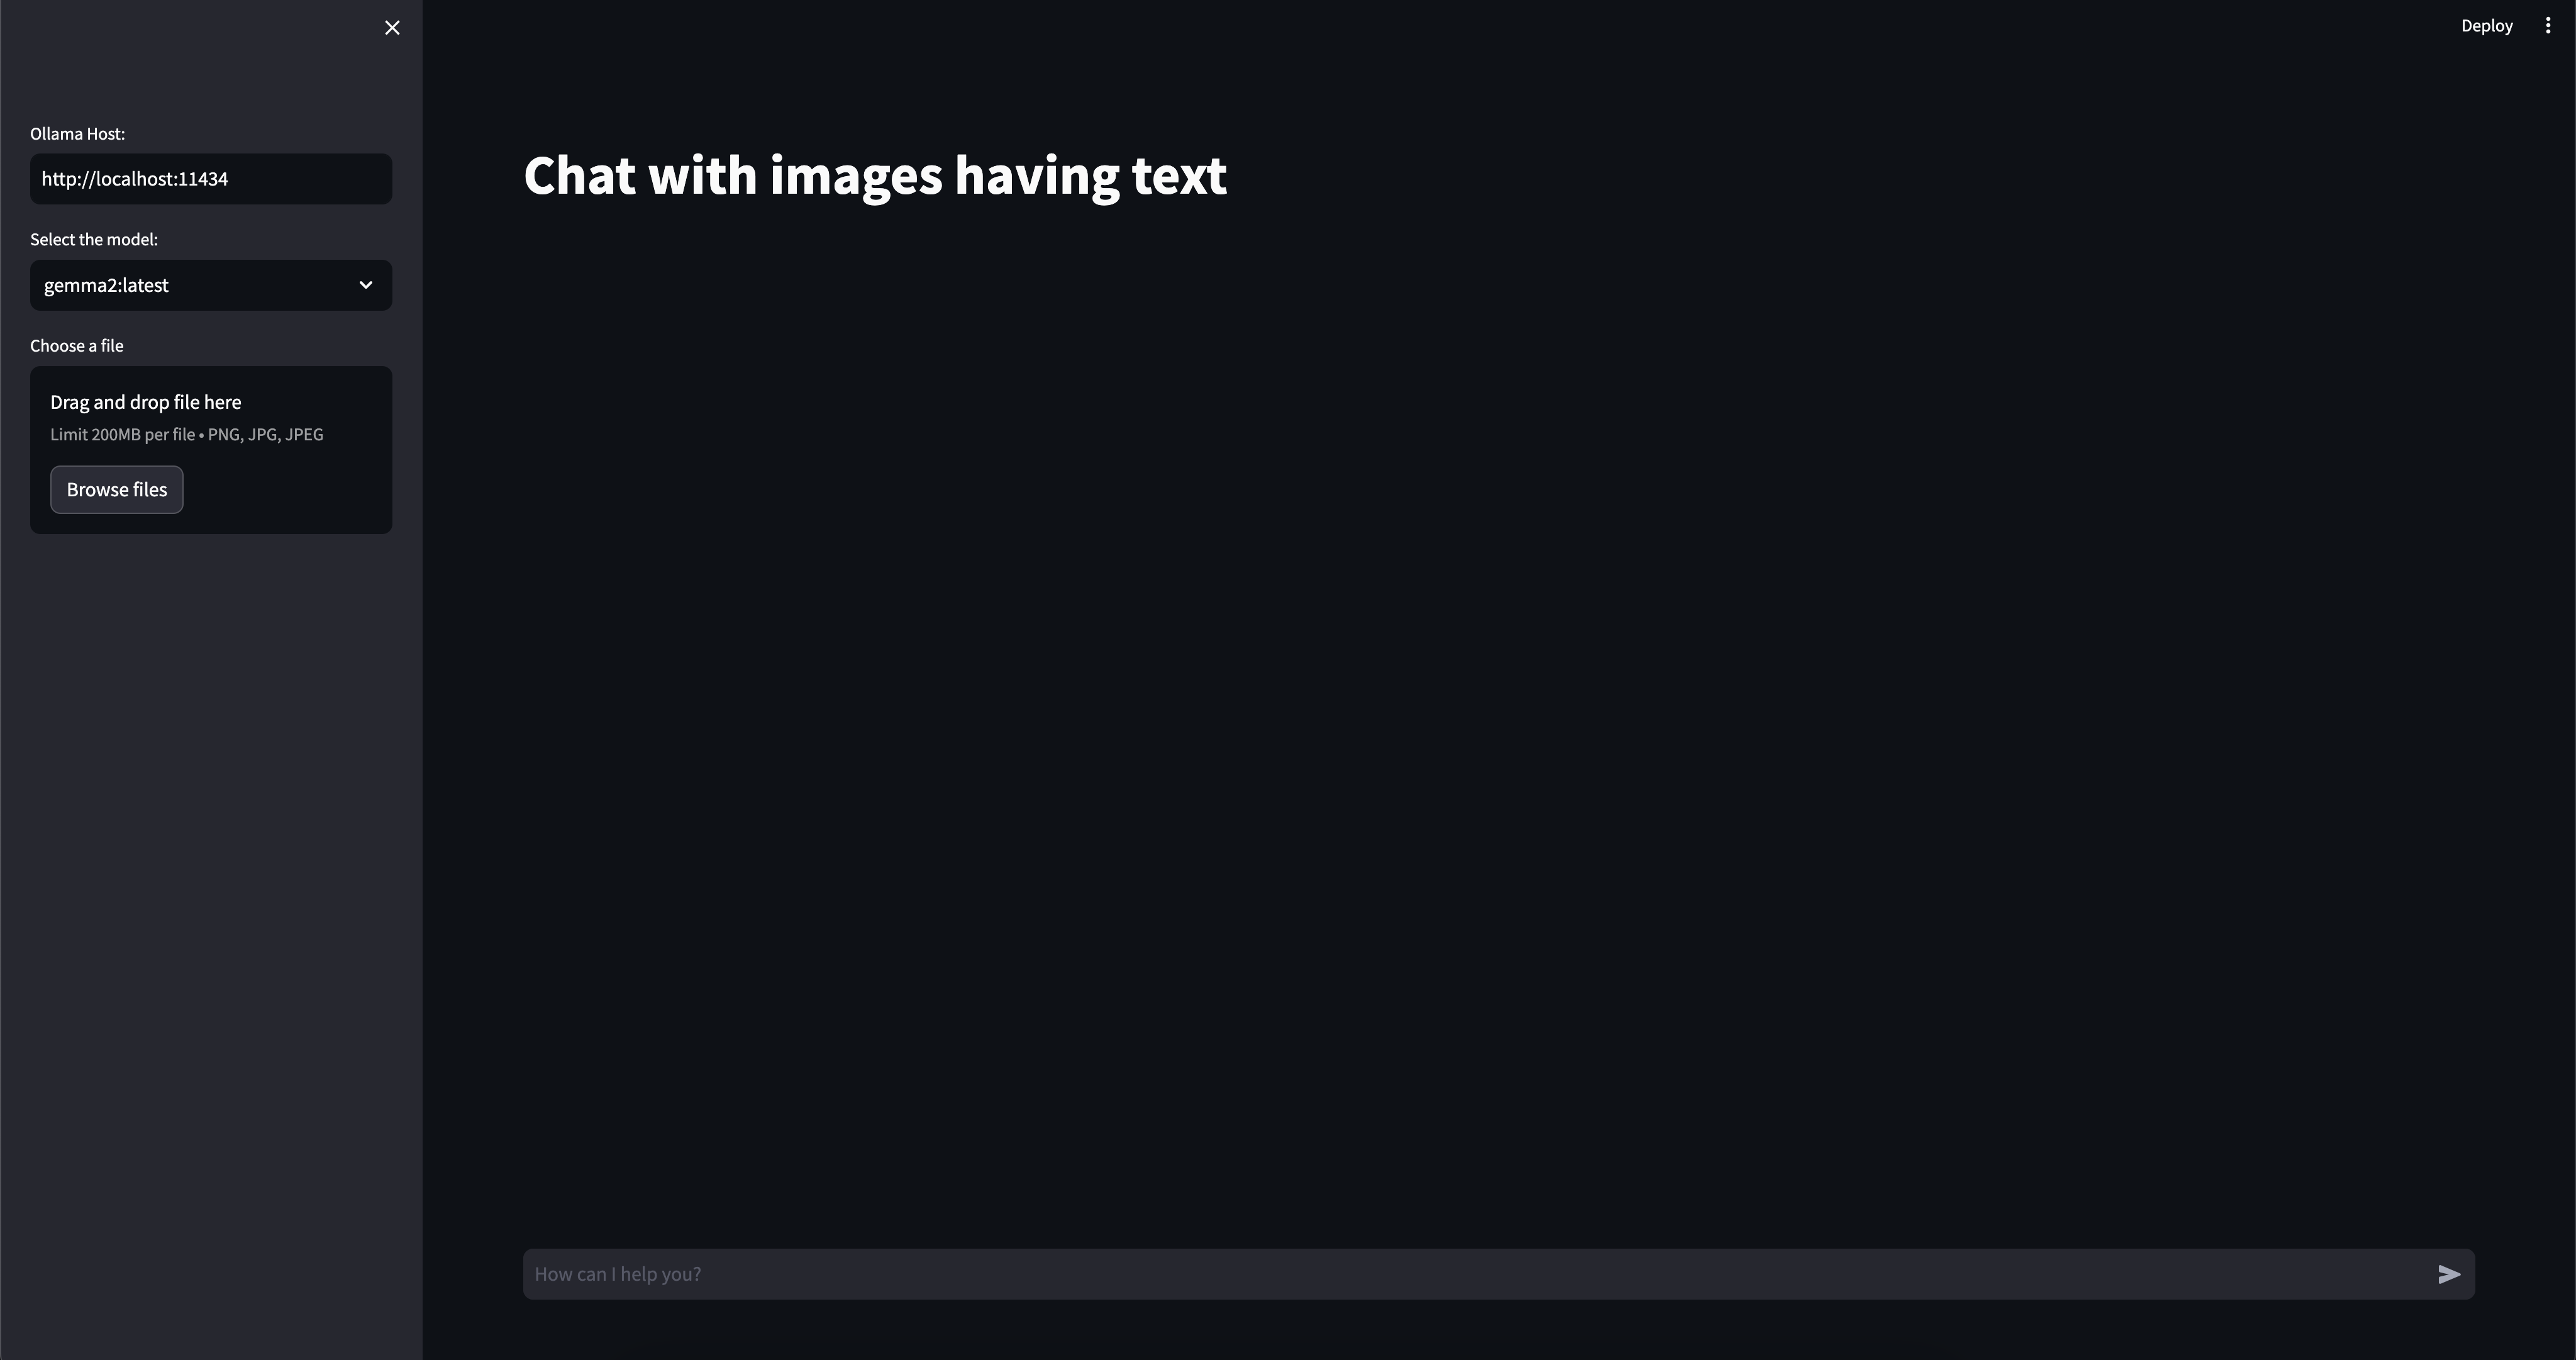 Ollama Host:
http://localhost:11434
Select the model:
gemma2:latest
Choose a file
Drag and drop file here
Limit 200MB per file • PNG, JPG, JPEG
Browse files
Deploy
Chat with images having text
How can I help you?